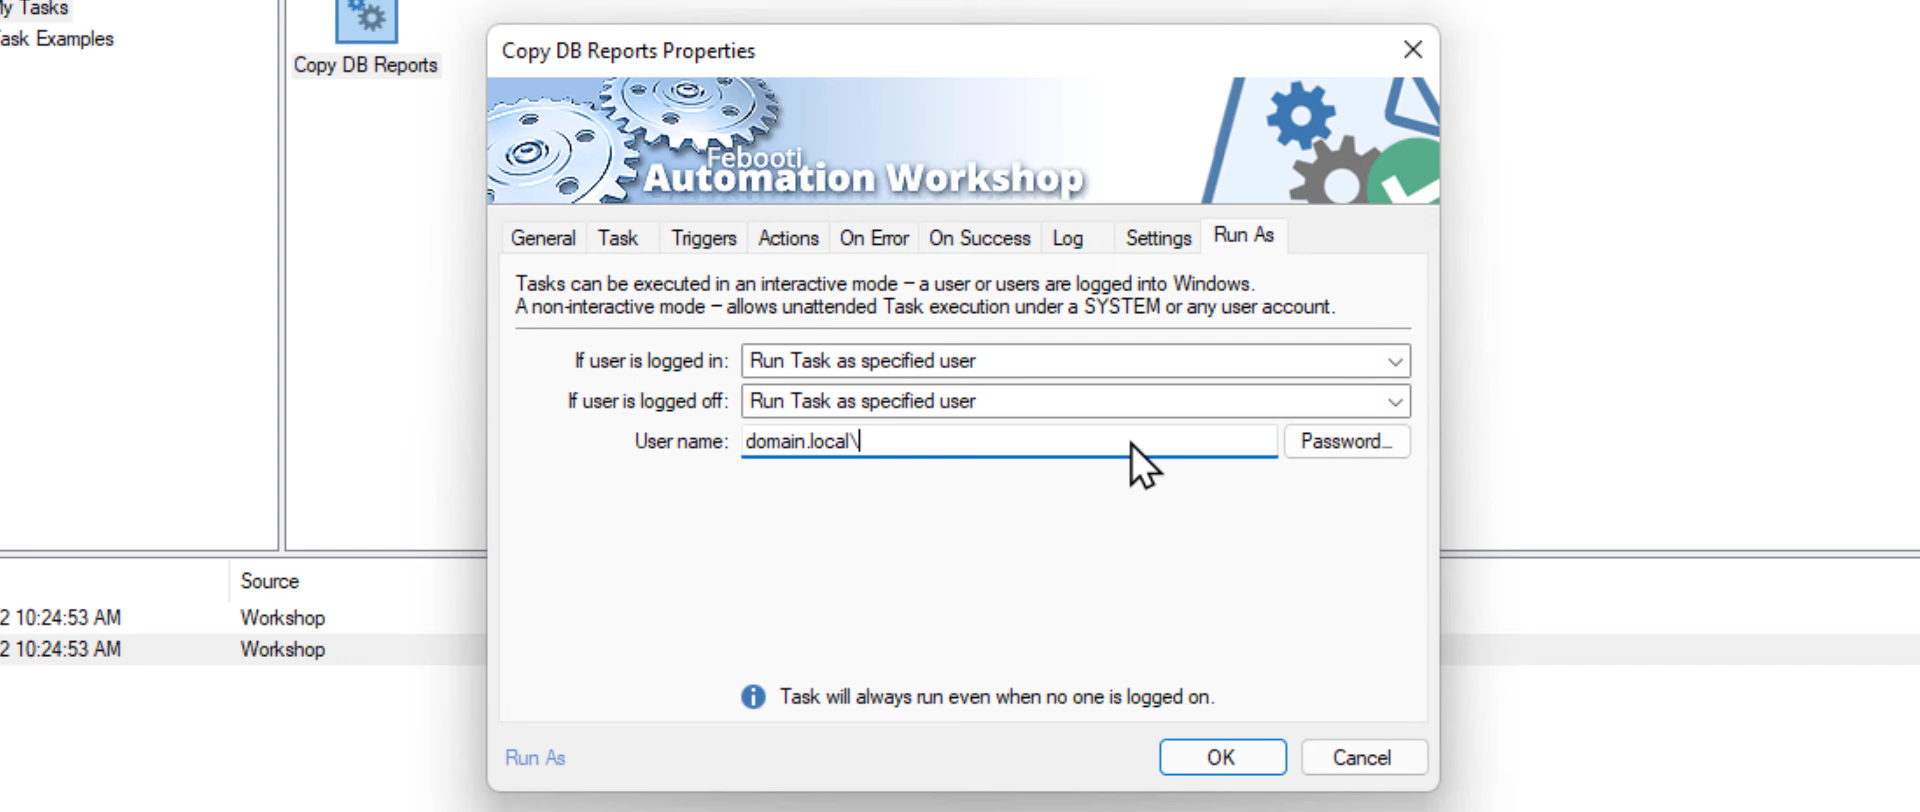 y Tasks
ask Examples
Copy DB Reports
Copy DB Reports Properties
Febooti
Automation Workshop
General Task Triggers Actions On Error On Success Log Settings Run As
Tasks can be executed in an interactive mode – a user or users are logged into Windows.
A non-interactive mode – allows unattended Task execution under a SYSTEM or any user account.
If user is logged in: Run Task as specified user
If user is logged off: Run Task as specified user
User name: domain.local\ Password...
Source
2 10:24:53 AM Workshop
2 10:24:53 AM Workshop
Task will always run even when no one is logged on.
Run As OK Cancel